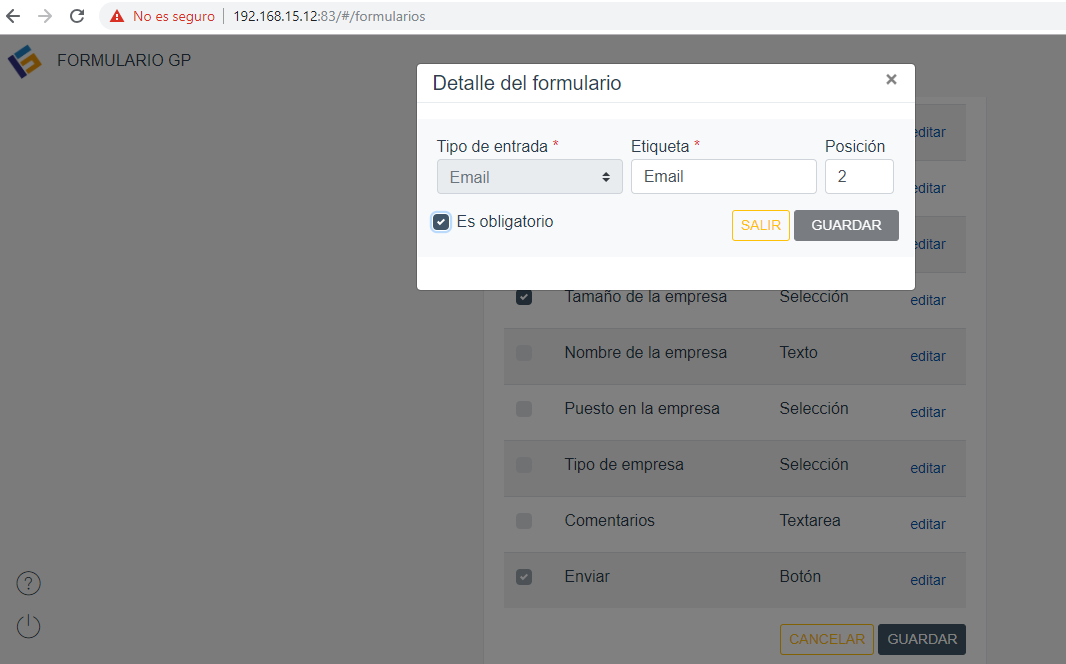 No es seguro | 192.168.15.12:83/#/formularios
FORMULARIO GP
Detalle del formulario ×
Tipo de entrada * Etiqueta * Posición
Email Email 2
Es obligatorio SALIR GUARDAR
editar
editar
editar
Tamaño de la empresa Selección editar
Nombre de la empresa Texto editar
Puesto en la empresa Selección editar
Tipo de empresa Selección editar
Comentarios Textarea editar
Enviar Botón editar
?
CANCELAR GUARDAR